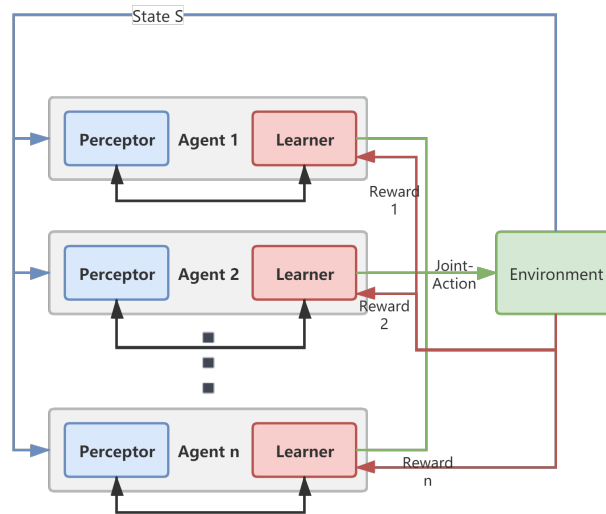 State S
Perceptor
Agent 1
Learner
Reward
1
Perceptor
Agent 2
Learner
Joint-
Action
Environment
Reward
2
Perceptor
Agent n
Learner
Reward
n